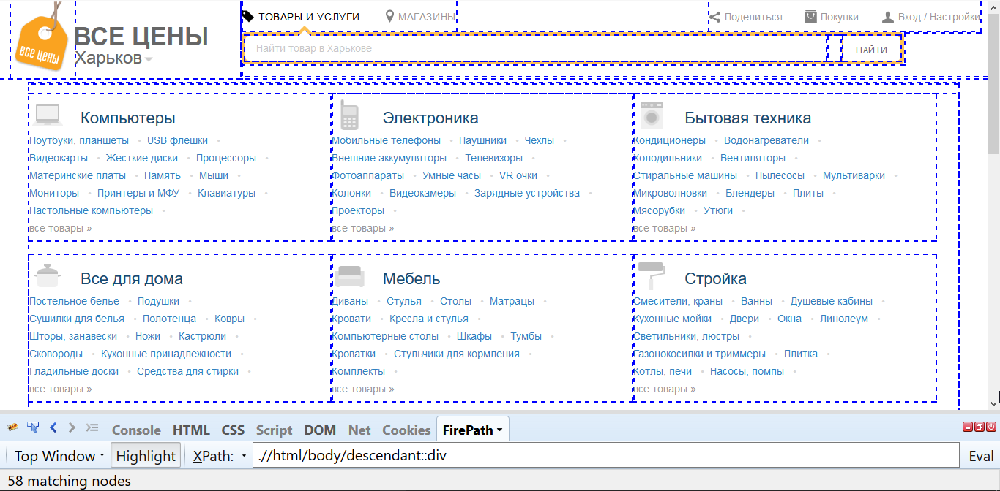 все цены
ВСЕ ЦЕНЫ
Харьков
ТОВАРЫ И УСЛУГИ МАГАЗИНЫ Поделиться Покупки Вход / Настройки
Найти товар в Харькове НАЙТИ
Компьютеры
Ноутбуки, планшеты • USB флешки •
Видеокарты • Жесткие диски • Процессоры •
Материнские платы • Память • Мыши •
Мониторы • Принтеры и МФУ • Клавиатуры •
Настольные компьютеры •
все товары »
Электроника
Мобильные телефоны • Наушники • Чехлы •
Внешние аккумуляторы • Телевизоры •
Фотоаппараты • Умные часы • VR очки •
Колонки • Видеокамеры • Зарядные устройства •
Проекторы •
все товары »
Бытовая техника
Кондиционеры • Водонагреватели •
Холодильники • Вентиляторы •
Стиральные машины • Пылесосы • Мультиварки •
Микроволновки • Блендеры • Плиты •
Мясорубки • Утюги •
все товары »
Все для дома
Постельное белье • Подушки •
Сушилки для белья • Полотенца • Ковры •
Шторы, занавески • Ножи • Кастрюли •
Сковороды • Кухонные принадлежности •
Гладильные доски • Средства для стирки •
все товары »
Мебель
Диваны • Стулья • Столы • Матрацы •
Кровати • Кресла и стулья •
Компьютерные столы • Шкафы • Тумбы •
Кроватки • Стульчики для кормления •
Комплекты •
все товары »
Стройка
Смесители, краны • Ванны • Душевые кабины •
Кухонные мойки • Двери • Окна • Линолеум •
Светильники, люстры •
Газонокосилки и триммеры • Плитка •
Котлы, печи • Насосы, помпы •
все товары »
Console HTML CSS Script DOM Net Cookies FirePath
Top Window Highlight XPath: .//html/body/descendant::div Eval
58 matching nodes